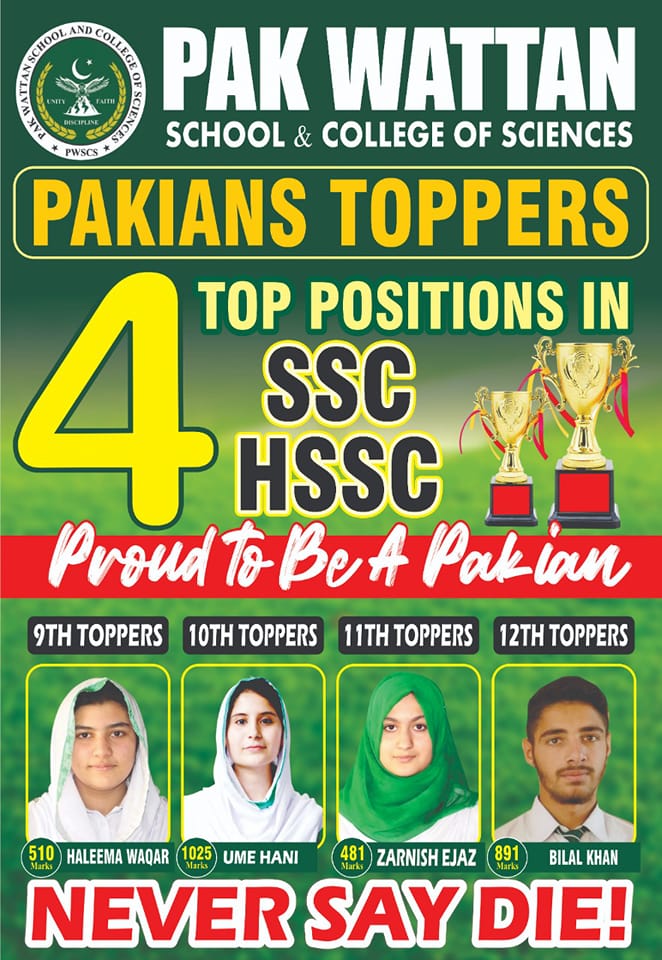 PAK WATTAN SCHOOL AND COLLEGE OF SCIENCES
UNITY FAITH
DISCIPLINE
★ PWSCS ★
PAK WATTAN
SCHOOL & COLLEGE OF SCIENCES
PAKIANS TOPPERS
4 TOP POSITIONS IN
SSC
HSSC
Proud to Be A Pakian
9TH TOPPERS
510 Marks
HALEEMA WAQAR
10TH TOPPERS
1025 Marks
UME HANI
11TH TOPPERS
481 Marks
ZARNISH EJAZ
12TH TOPPERS
891 Marks
BILAL KHAN
NEVER SAY DIE!